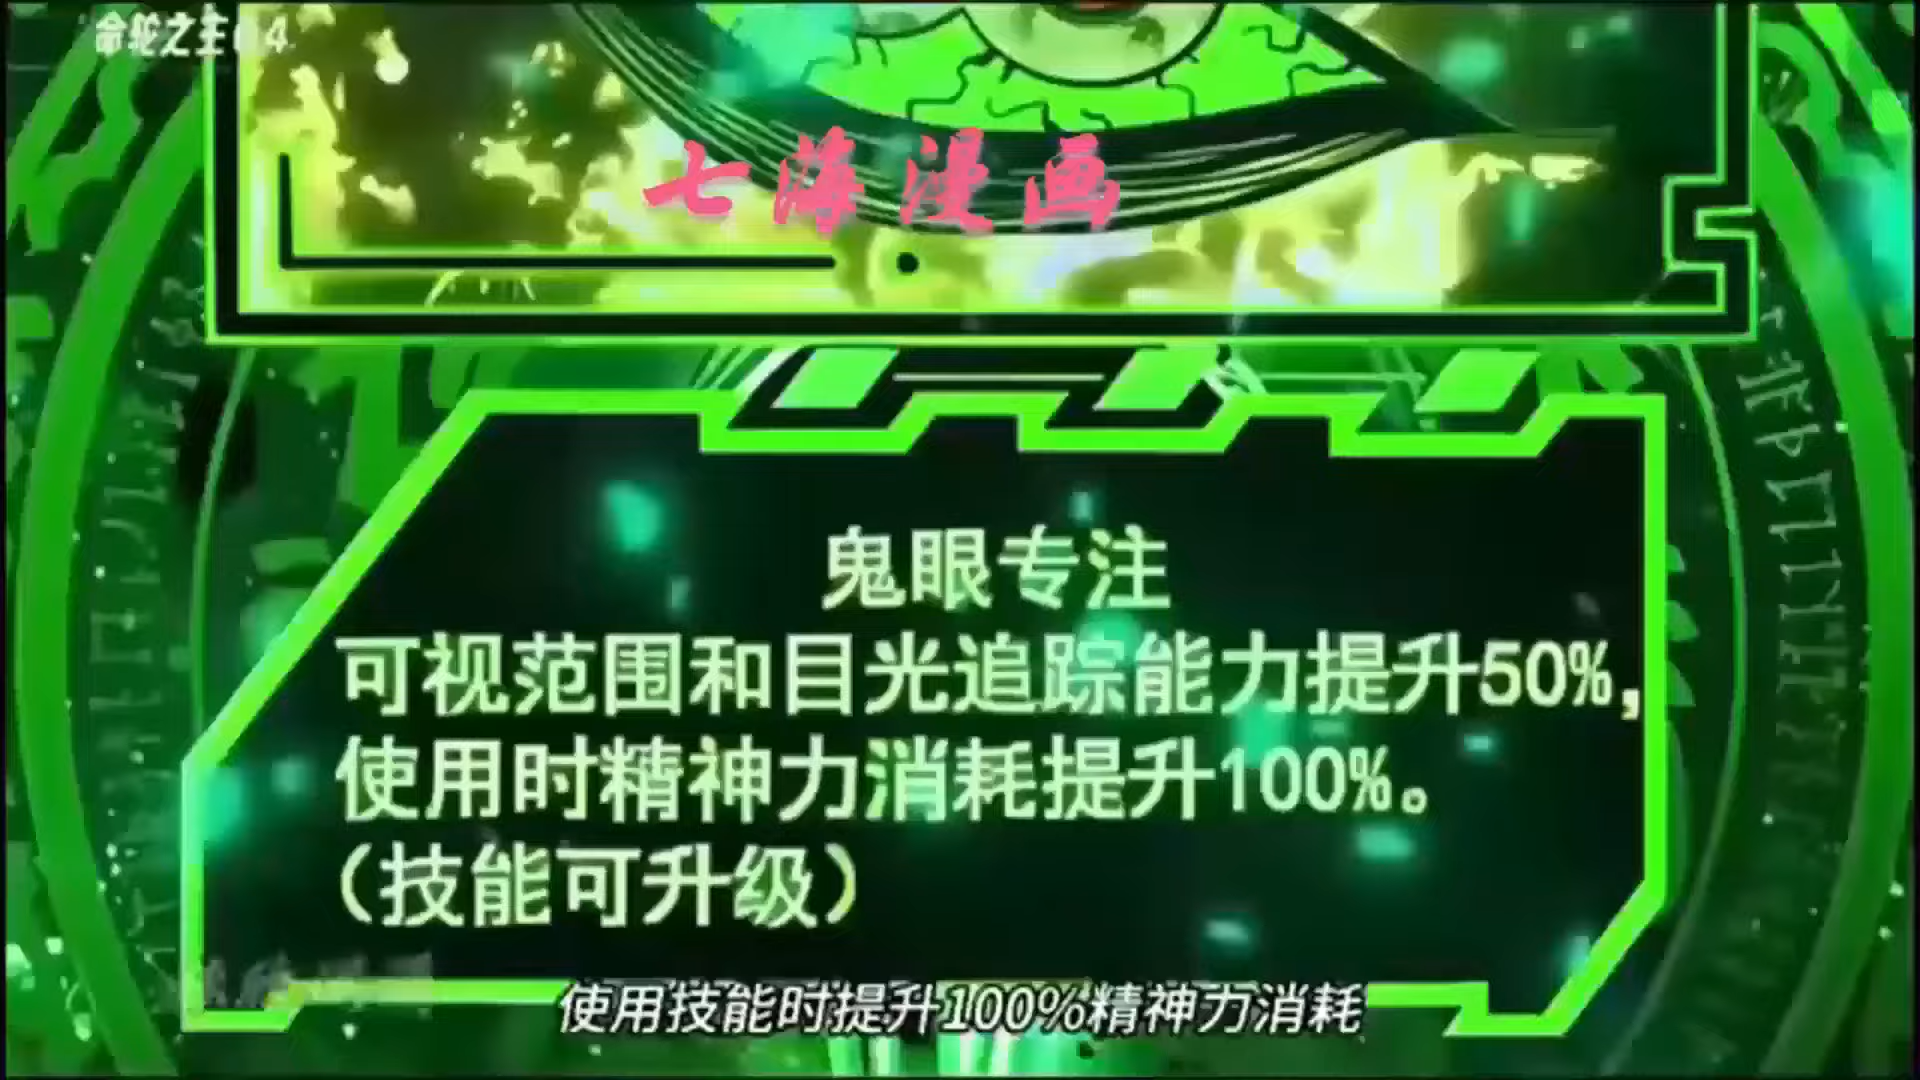 命轮之主
七海漫画
鬼眼专注
可视范围和目光追踪能力提升50%,
使用时精神力消耗提升100%。
（技能可升级）
使用技能时提升100%精神力消耗